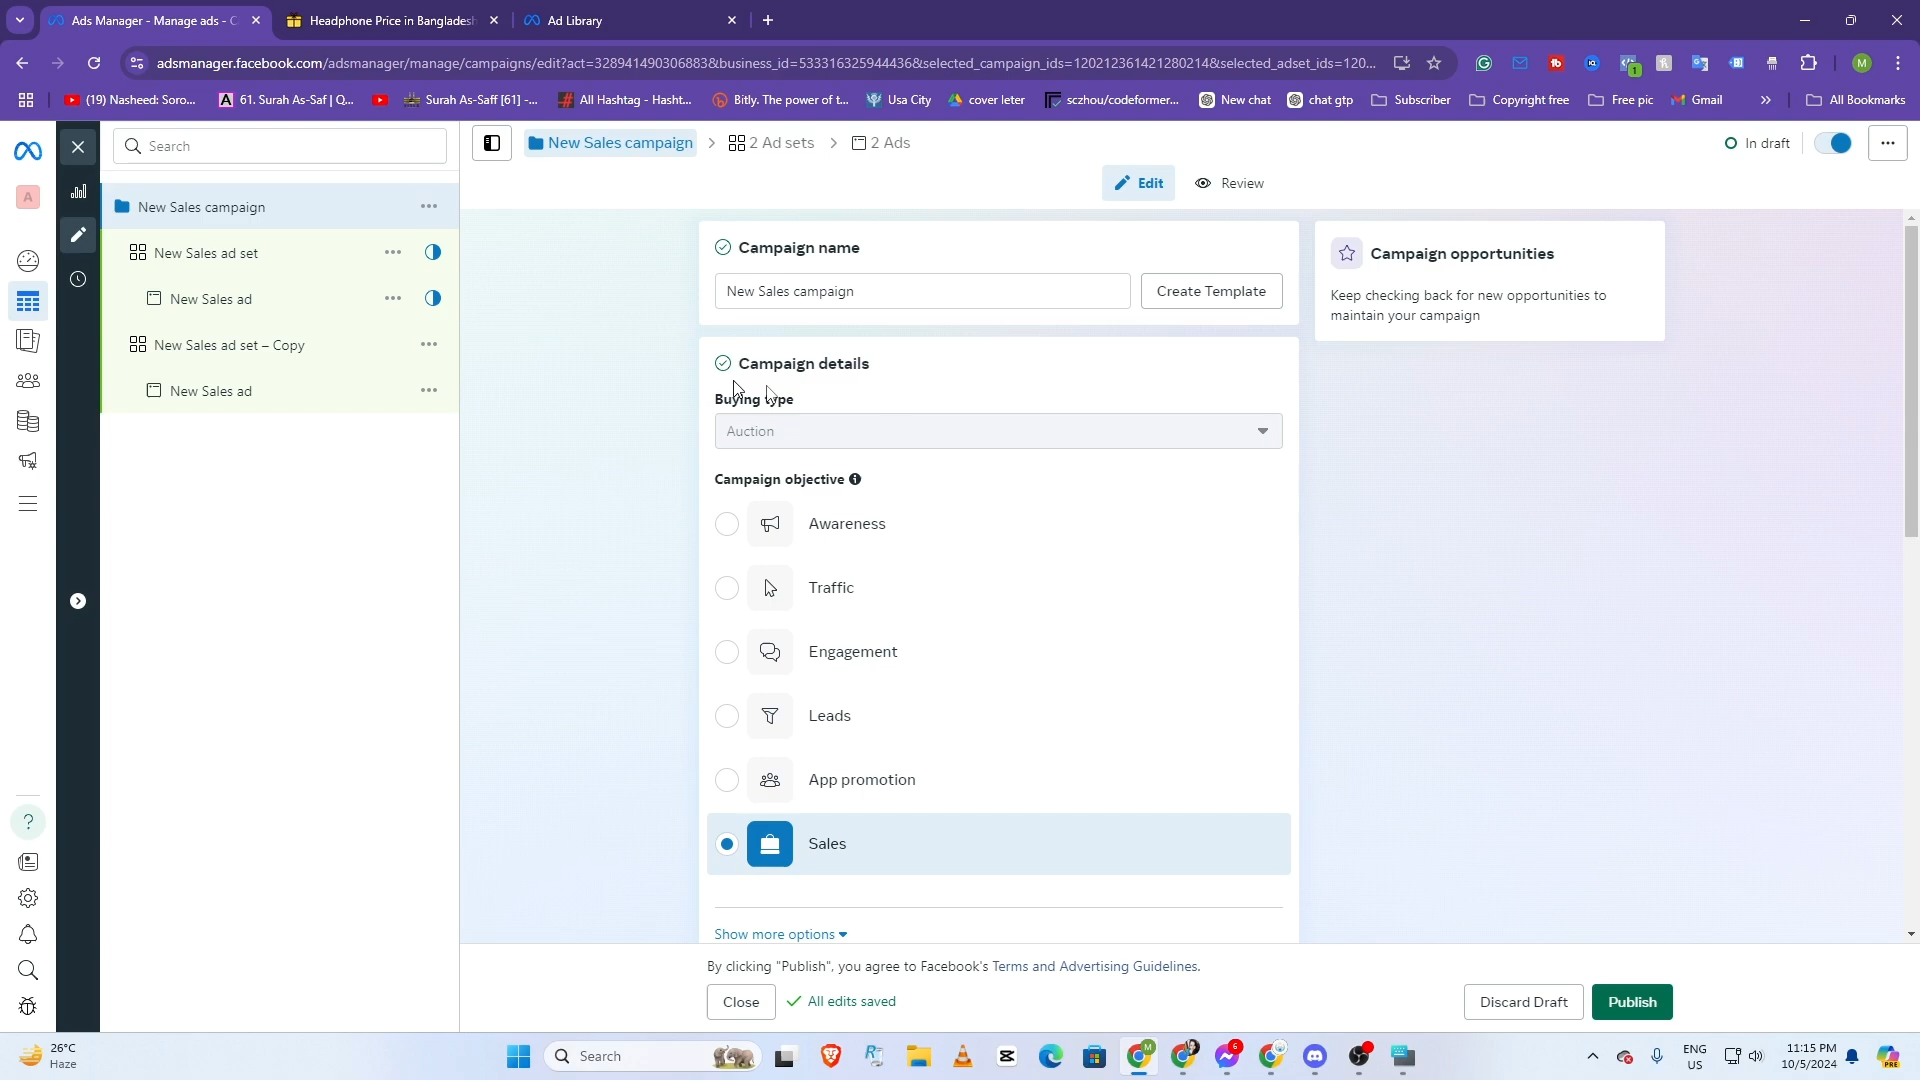 Ads Manager - Manage ads - C
Headphone Price in Bangladesh
Ad Library
adsmanager.facebook.com/adsmanager/manage/campaigns/edit?act=328941490306883&business_id=533316325944436&selected_campaign_ids=120212361421280214&selected_adset_ids=120...
(19) Nasheed: Soro...
61. Surah As-Saf | Q...
Surah As-Saff [61] -...
All Hashtag - Hasht...
Bitly. The power of t...
Usa City
cover leter
sczhou/codeformer...
New chat
chat gtp
Subscriber
Copyright free
Free pic
Gmail
All Bookmarks
Search
New Sales campaign
2 Ad sets
2 Ads
In draft
Edit
Review
A
New Sales campaign
New Sales ad set
New Sales ad
New Sales ad set – Copy
New Sales ad
Campaign name
New Sales campaign
Create Template
Campaign opportunities
Keep checking back for new opportunities to
maintain your campaign
Campaign details
Buying type
Auction
Campaign objective
Awareness
Traffic
Engagement
Leads
App promotion
Sales
Show more options
By clicking "Publish", you agree to Facebook's Terms and Advertising Guidelines.
Close
All edits saved
Discard Draft
Publish
26°C
Haze
Search
6
ENG
US
11:15 PM
10/5/2024